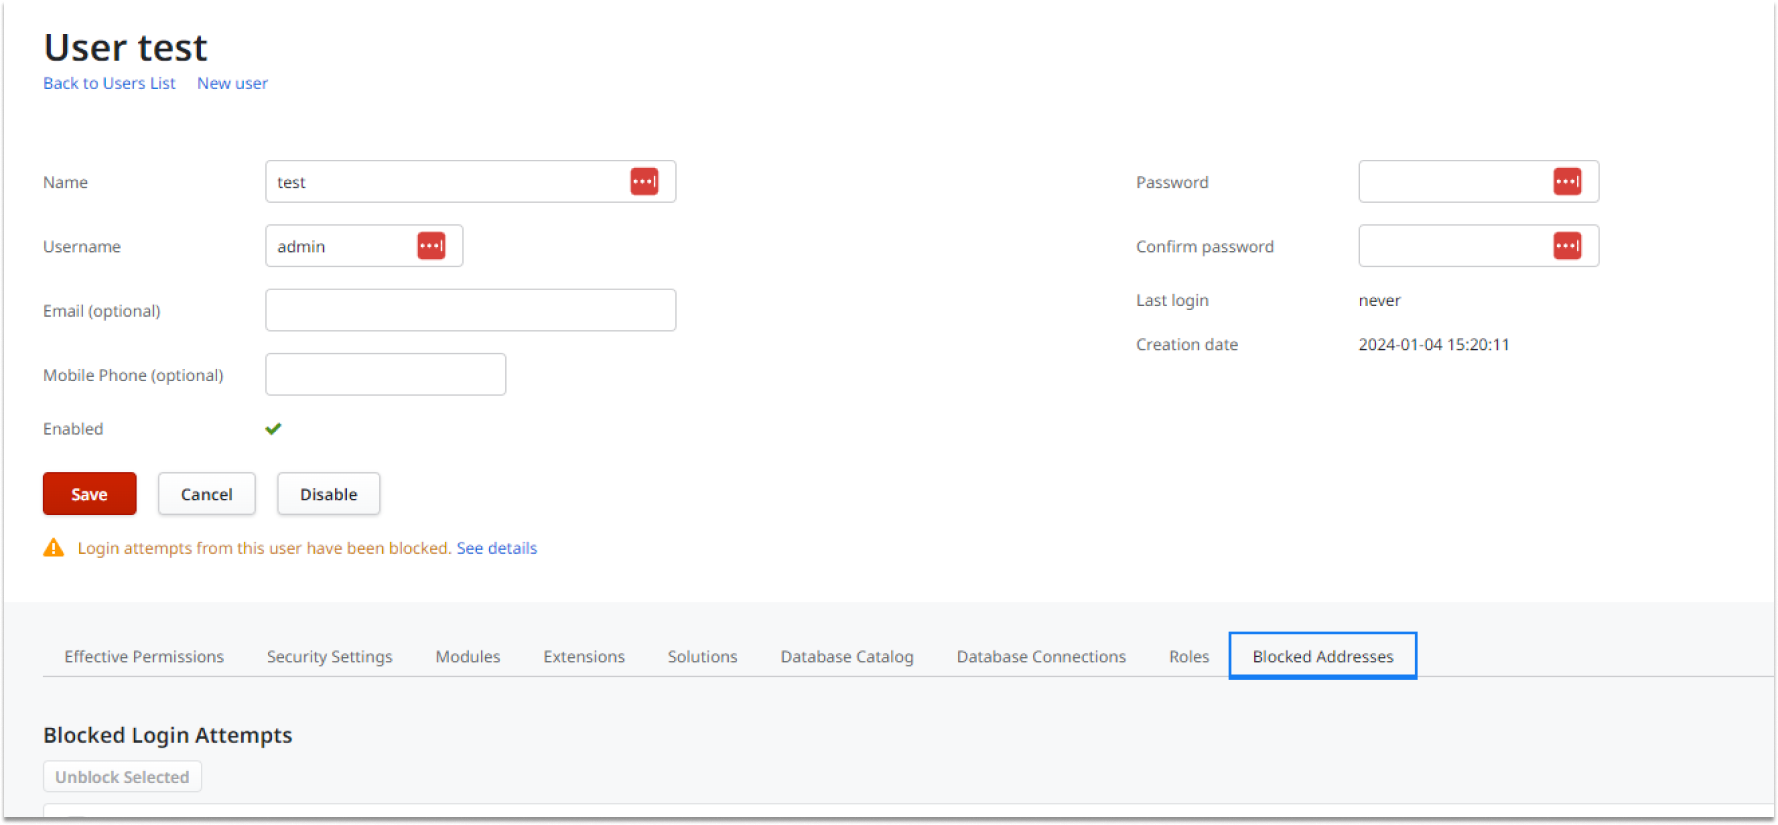 User test
Back to Users List New user
Name test Password
Username admin Confirm password
Email (optional) Last login never
Creation date 2024-01-04 15:20:11
Mobile Phone (optional)
Enabled
Save Cancel Disable
Login attempts from this user have been blocked. See details
Effective Permissions Security Settings Modules Extensions Solutions Database Catalog Database Connections Roles Blocked Addresses
Blocked Login Attempts
Unblock Selected